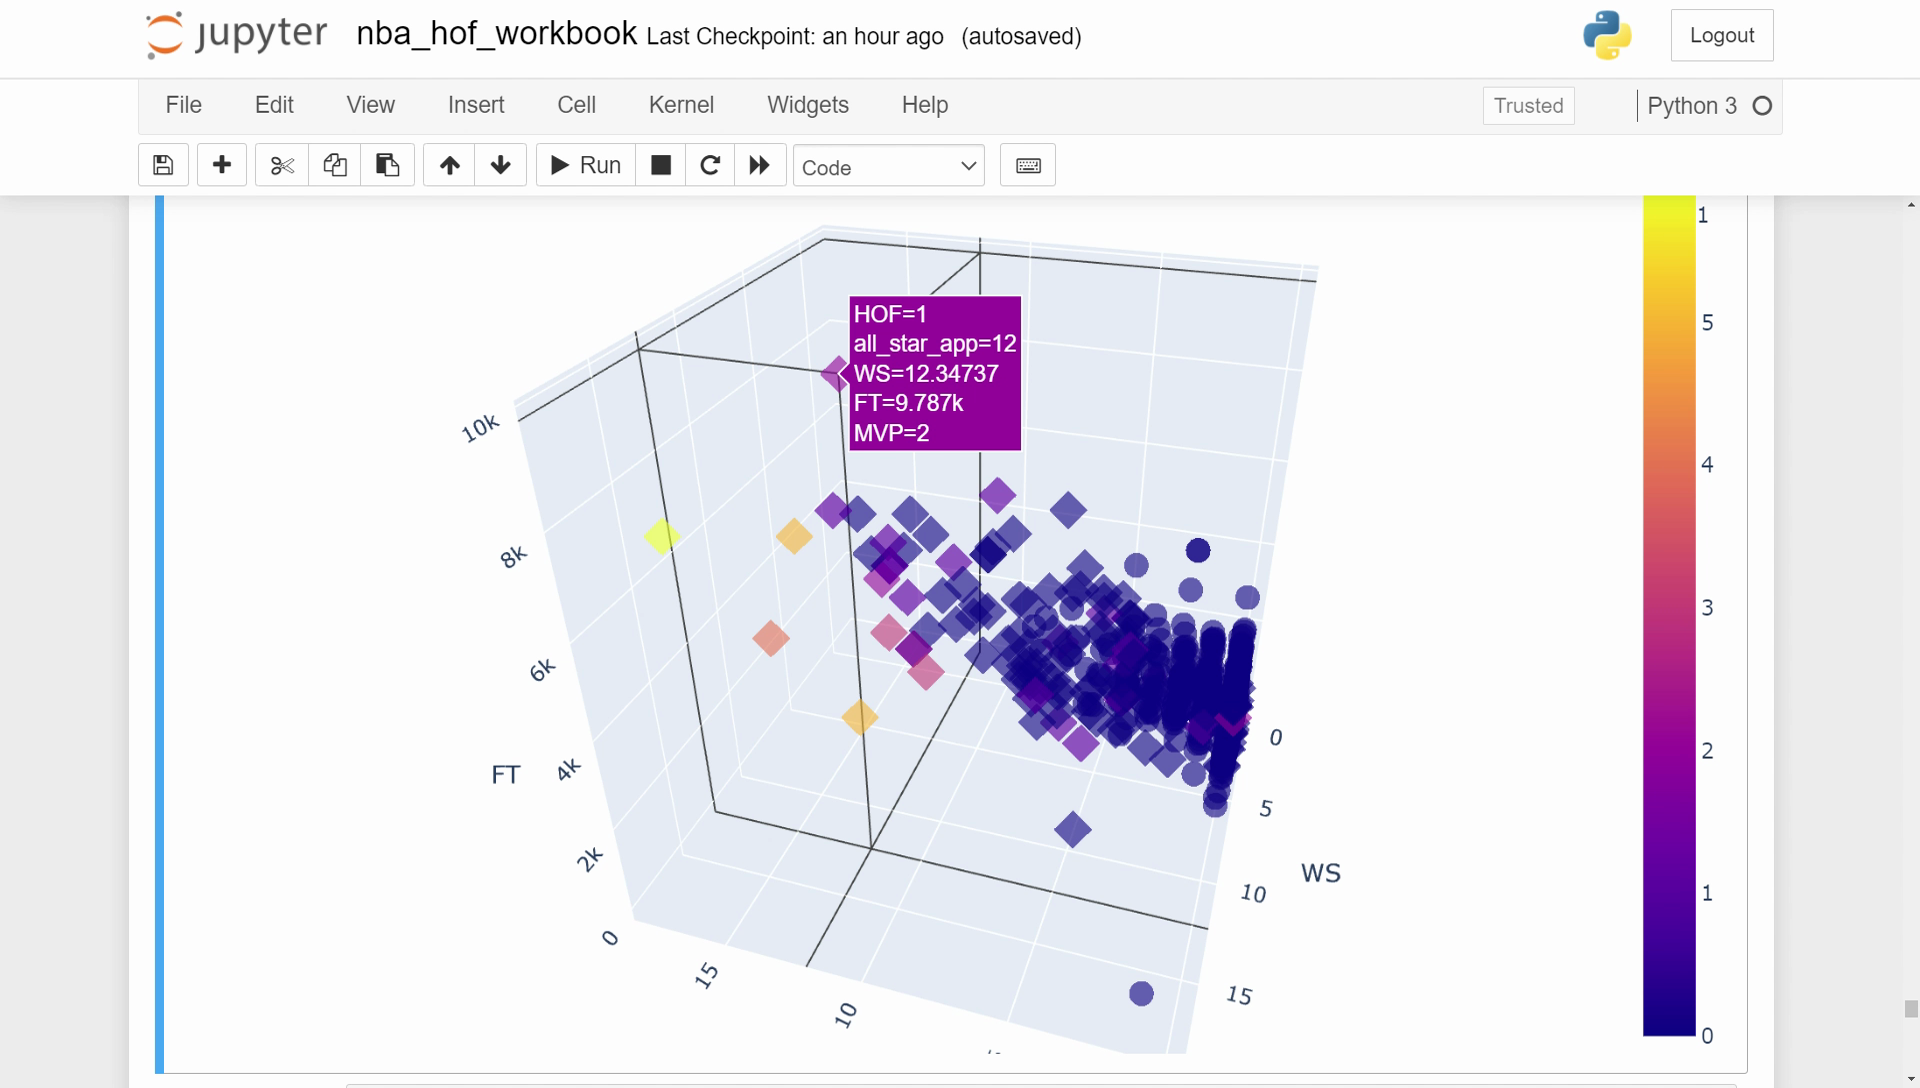 jupyter nba_hof_workbook Last Checkpoint: an hour ago (autosaved) Logout
File Edit View Insert Cell Kernel Widgets Help Trusted Python 3
Run Code
HOF=1
all_star_app=12
WS=12.34737
FT=9.787k
MVP=2
10k
8k
6k
FT 4k
2k
0
15
10
0
5
WS
10
15
1
5
4
3
2
1
0